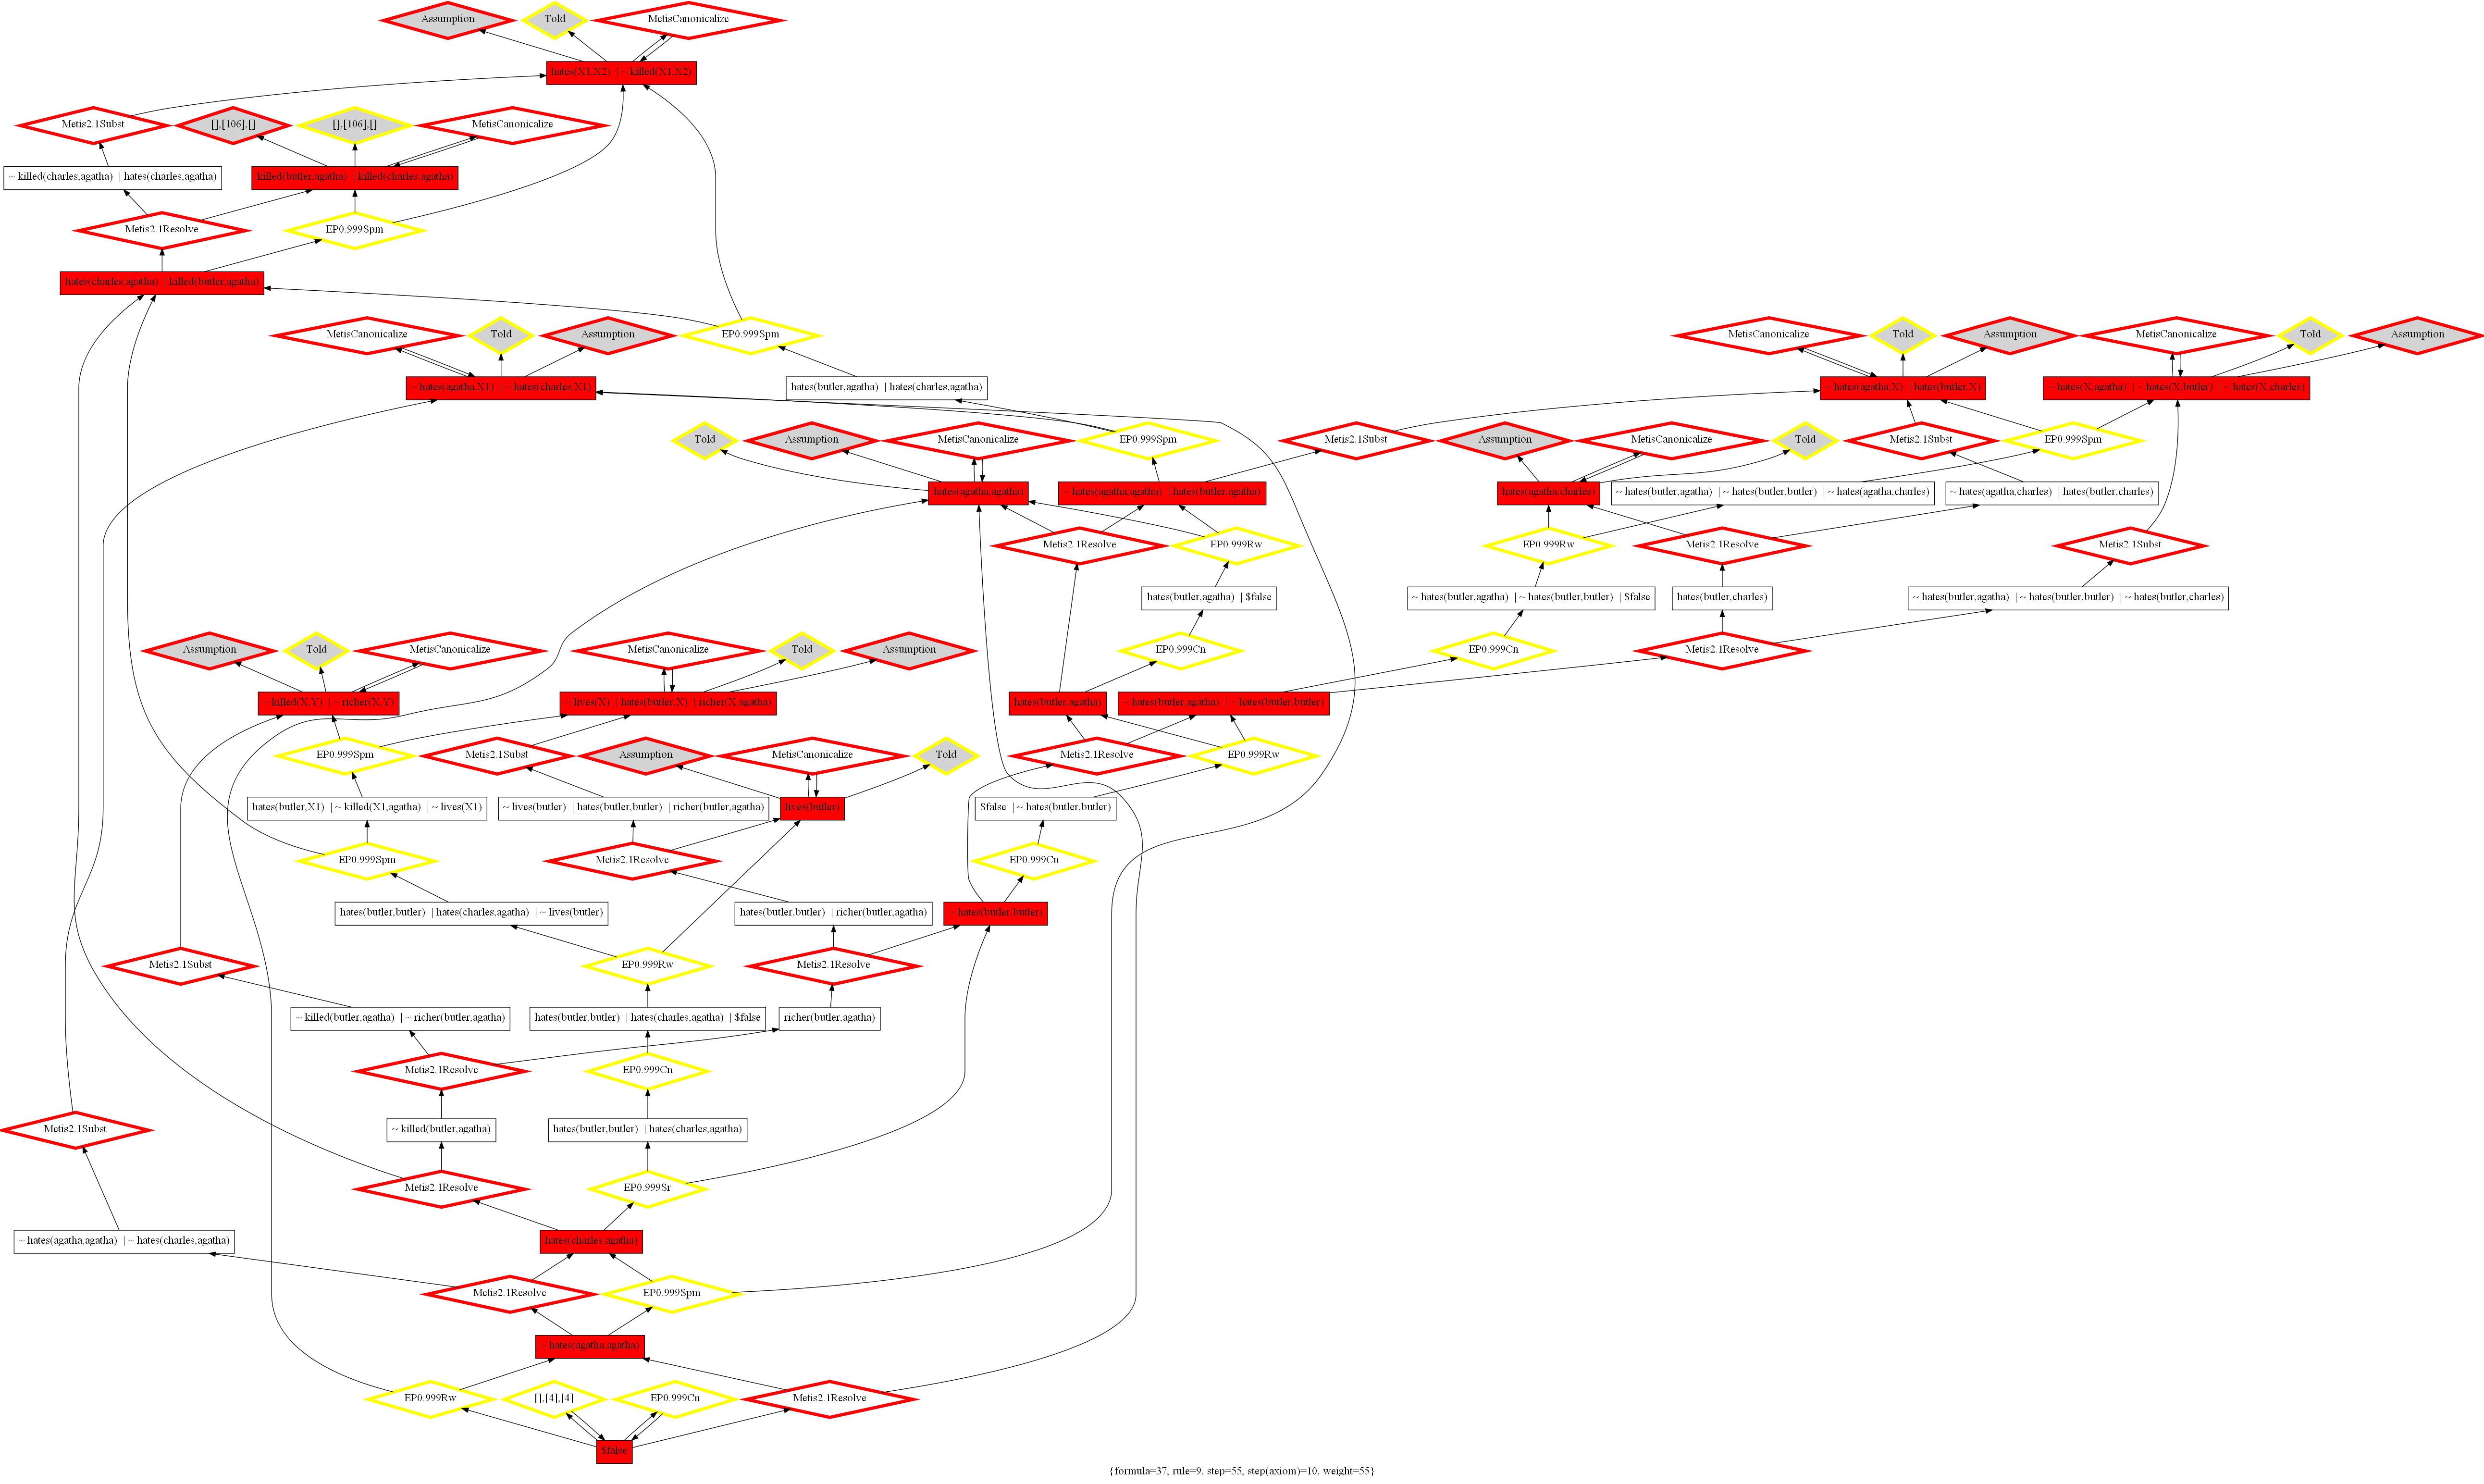 Assumption
Told
MetisCanonicalize
hates(X1,X2) | ~ killed(X1,X2)
Metis2.1Subst
[],[106],[]
[],[106],[]
MetisCanonicalize
~ killed(charles,agatha) | hates(charles,agatha)
killed(butler,agatha) | killed(charles,agatha)
Metis2.1Resolve
EP0.999Spm
hates(charles,agatha) | killed(butler,agatha)
MetisCanonicalize
Told
Assumption
EP0.999Spm
MetisCanonicalize
Told
Assumption
MetisCanonicalize
Told
Assumption
~ hates(agatha,X1) | ~ hates(charles,X1)
hates(butler,agatha) | hates(charles,agatha)
~ hates(agatha,X) | hates(butler,X)
~ hates(X,agatha) | ~ hates(X,butler) | ~ hates(X,charles)
Told
Assumption
MetisCanonicalize
EP0.999Spm
Metis2.1Subst
Assumption
MetisCanonicalize
Told
Metis2.1Subst
EP0.999Spm
hates(agatha,agatha)
~ hates(agatha,agatha) | hates(butler,agatha)
hates(agatha,charles)
~ hates(butler,agatha) | ~ hates(butler,butler) | ~ hates(agatha,charles)
~ hates(agatha,charles) | hates(butler,charles)
Metis2.1Resolve
EP0.999Rw
EP0.999Rw
Metis2.1Resolve
Metis2.1Subst
hates(butler,agatha) | $false
~ hates(butler,agatha) | ~ hates(butler,butler) | $false
hates(butler,charles)
~ hates(butler,agatha) | ~ hates(butler,butler) | ~ hates(butler,charles)
Assumption
Told
MetisCanonicalize
MetisCanonicalize
Told
Assumption
EP0.999Cn
EP0.999Cn
Metis2.1Resolve
~ killed(X,Y) | ~ richer(X,Y)
~ lives(X) | hates(butler,X) | richer(X,agatha)
hates(butler,agatha)
~ hates(butler,agatha) | ~ hates(butler,butler)
EP0.999Spm
Metis2.1Subst
Assumption
MetisCanonicalize
Told
Metis2.1Resolve
EP0.999Rw
hates(butler,X1) | ~ killed(X1,agatha) | ~ lives(X1)
~ lives(butler) | hates(butler,butler) | richer(butler,agatha)
lives(butler)
$false | ~ hates(butler,butler)
EP0.999Spm
Metis2.1Resolve
EP0.999Cn
hates(butler,butler) | hates(charles,agatha) | ~ lives(butler)
hates(butler,butler) | richer(butler,agatha)
~ hates(butler,butler)
Metis2.1Subst
EP0.999Rw
Metis2.1Resolve
~ killed(butler,agatha) | ~ richer(butler,agatha)
hates(butler,butler) | hates(charles,agatha) | $false
richer(butler,agatha)
Metis2.1Resolve
EP0.999Cn
Metis2.1Subst
~ killed(butler,agatha)
hates(butler,butler) | hates(charles,agatha)
Metis2.1Resolve
EP0.999Sr
~ hates(agatha,agatha) | ~ hates(charles,agatha)
hates(charles,agatha)
Metis2.1Resolve
EP0.999Spm
~ hates(agatha,agatha)
EP0.999Rw
[],[4],[4]
EP0.999Cn
Metis2.1Resolve
$false
{formula=37, rule=9, step=55, step(axiom)=10, weight=55}